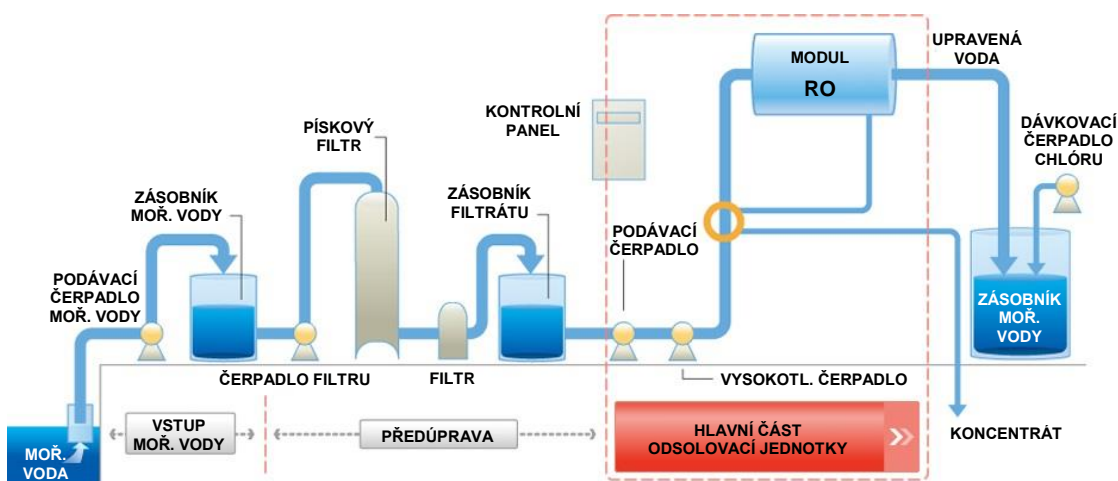 MODUL
RO
UPRAVENÁ
VODA
KONTROLNÍ
PANEL
DÁVKOVACÍ
ČERPADLO
CHLÓRU
PÍSKOVÝ
FILTR
ZÁSOBNÍK
MOŘ. VODY
ZÁSOBNÍK
FILTRÁTU
PODÁVACÍ
ČERPADLO
PODÁVACÍ
ČERPADLO
MOŘ. VODY
ZÁSOBNÍK
MOŘ.
VODY
ČERPADLO FILTRU
FILTR
VYSOKOTL. ČERPADLO
VSTUP
MOŘ. VODY
PŘEDÚPRAVA
HLAVNÍ ČÁST
ODSOLOVACÍ JEDNOTKY
KONCENTRÁT
MOŘ.
VODA